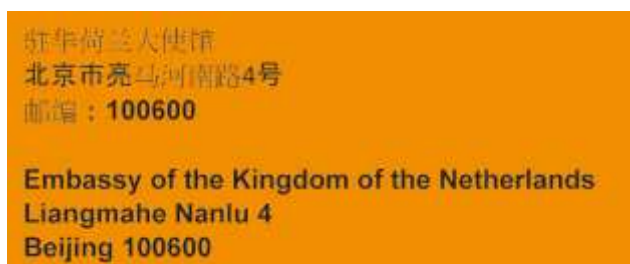 驻华荷兰大使馆
北京市亮马河南路4号
邮编：100600
Embassy of the Kingdom of the Netherlands
Liangmahe Nanlu 4
Beijing 100600